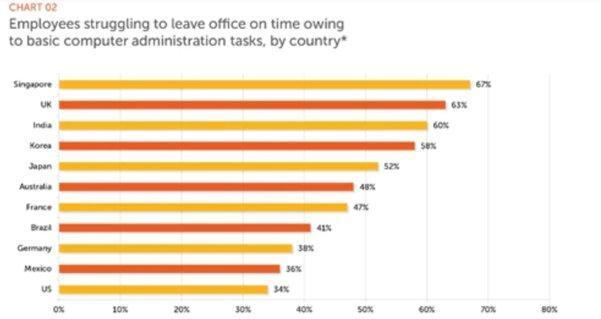 CHART 02
Employees struggling to leave office on time owing
to basic computer administration tasks, by country*
Singapore 67%
UK 63%
India 60%
Korea 58%
Japan 52%
Australia 48%
France 47%
Brazil 41%
Germany 38%
Mexico 36%
US 34%
0% 10% 20% 30% 40% 50% 60% 70% 80%